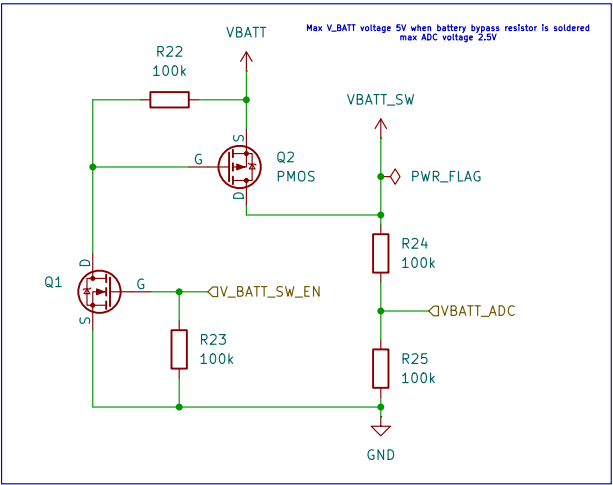 Max V_BATT voltage 5V when battery bypass resistor is soldered
max ADC voltage 2.5V
VBATT
R22
100k
VBATT_SW
S
G
Q2
PMOS
PWR_FLAG
D
R24
100k
D
Q1
G
V_BATT_SW_EN
S
VBATT_ADC
R23
100k
R25
100k
GND